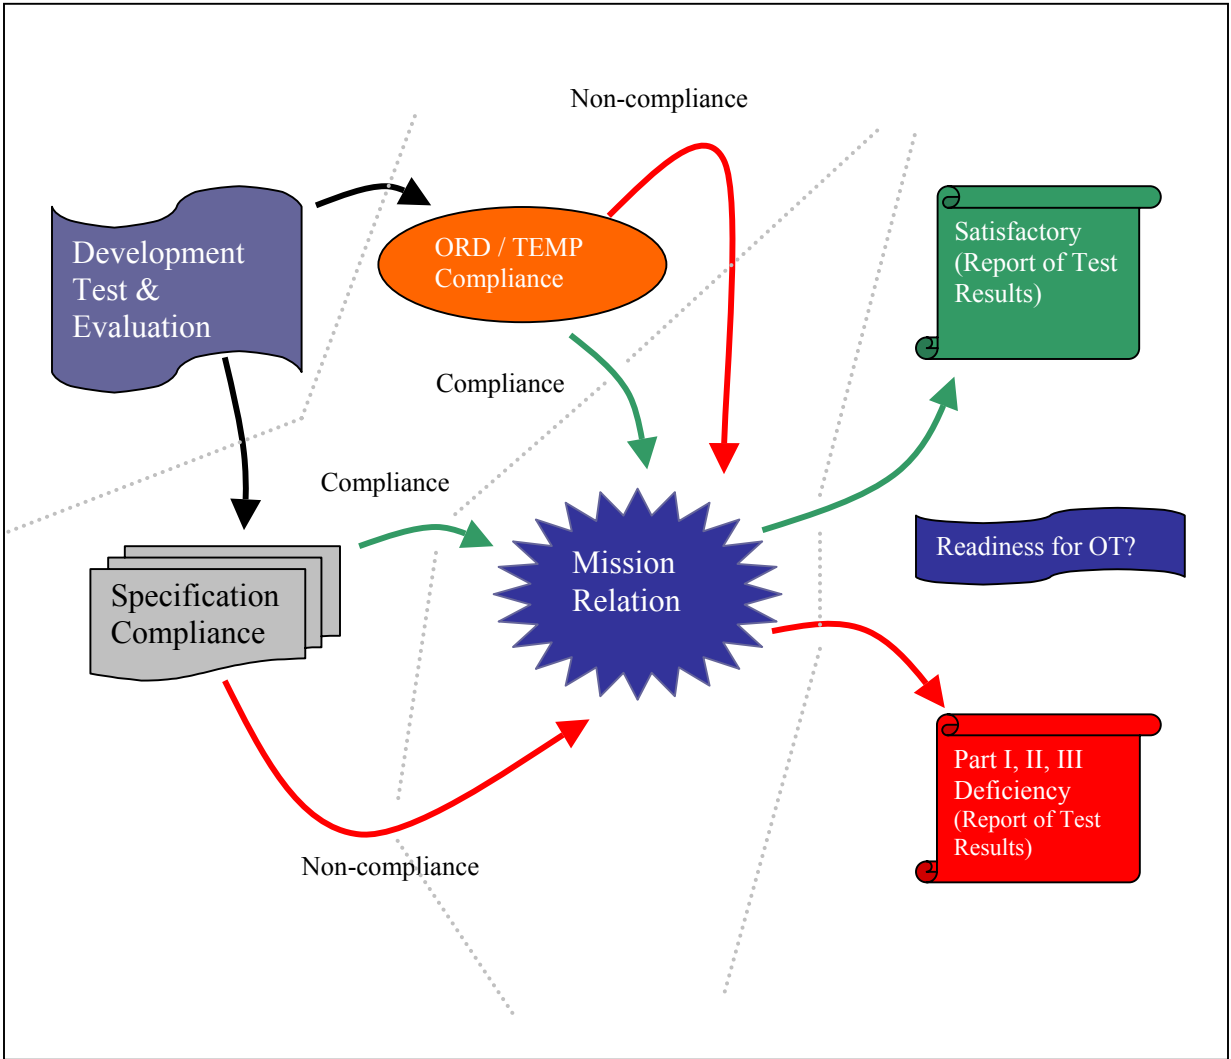 Non-compliance
Development
Test &
Evaluation
ORD / TEMP
Compliance
Satisfactory
(Report of Test
Results)
Compliance
Compliance
Specification
Compliance
Mission
Relation
Readiness for OT?
Part I, II, III
Deficiency
(Report of Test
Results)
Non-compliance